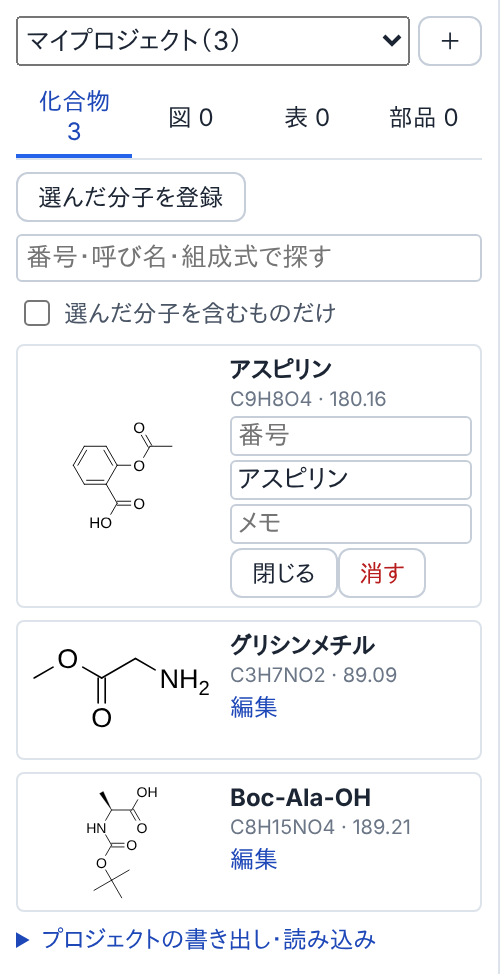 マイプロジェクト（3）
＋
化合物 3
図 0
表 0
部品 0
選んだ分子を登録
番号・呼び名・組成式で探す
選んだ分子を含むものだけ
アスピリン
C9H8O4 · 180.16
番号
アスピリン
メモ
閉じる
消す
O
O
O
HO
グリシンメチル
C3H7NO2 · 89.09
編集
O
NH2
O
Boc-Ala-OH
C8H15NO4 · 189.21
編集
OH
O
HN
O
O
▶ プロジェクトの書き出し・読み込み